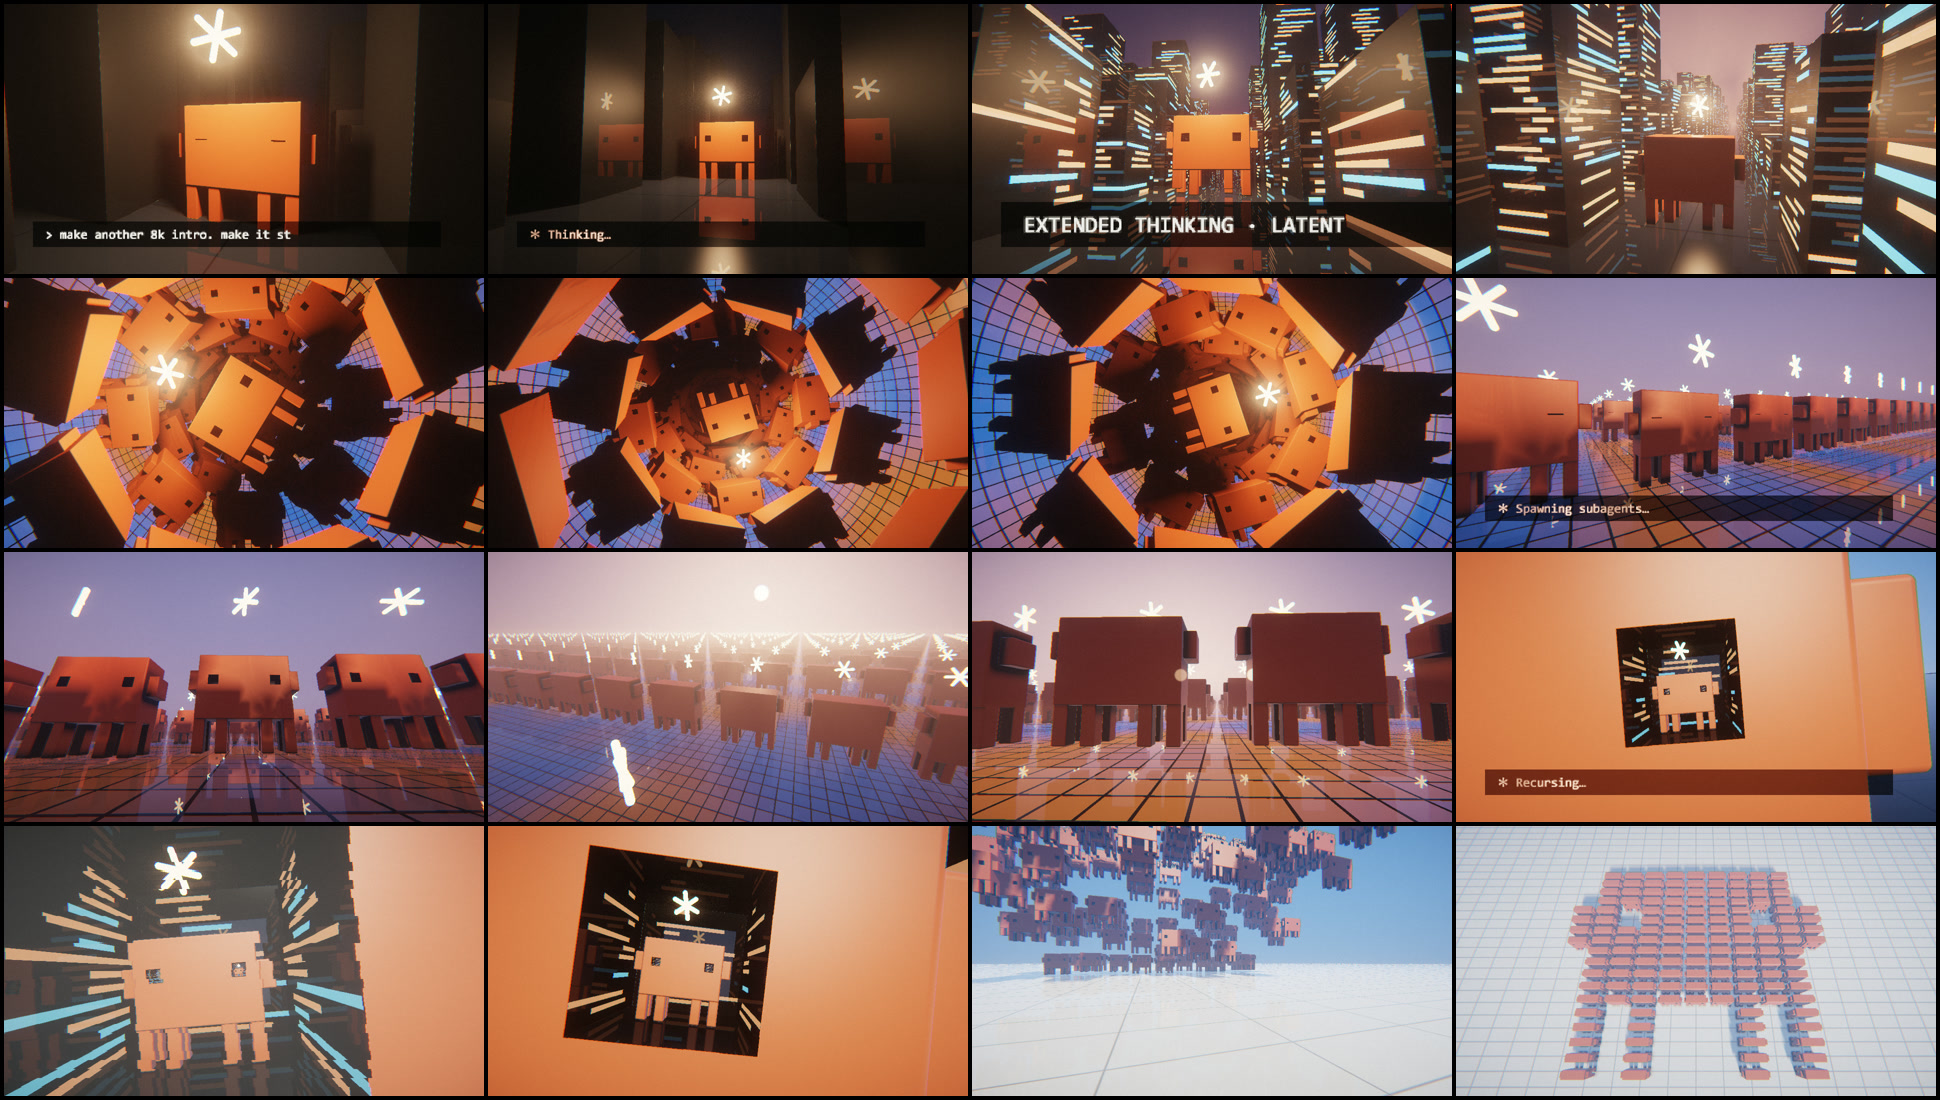 > make another 8k intro. make it st
* Thinking…
EXTENDED THINKING · LATENT
* Spawning subagents…
* Recursing…